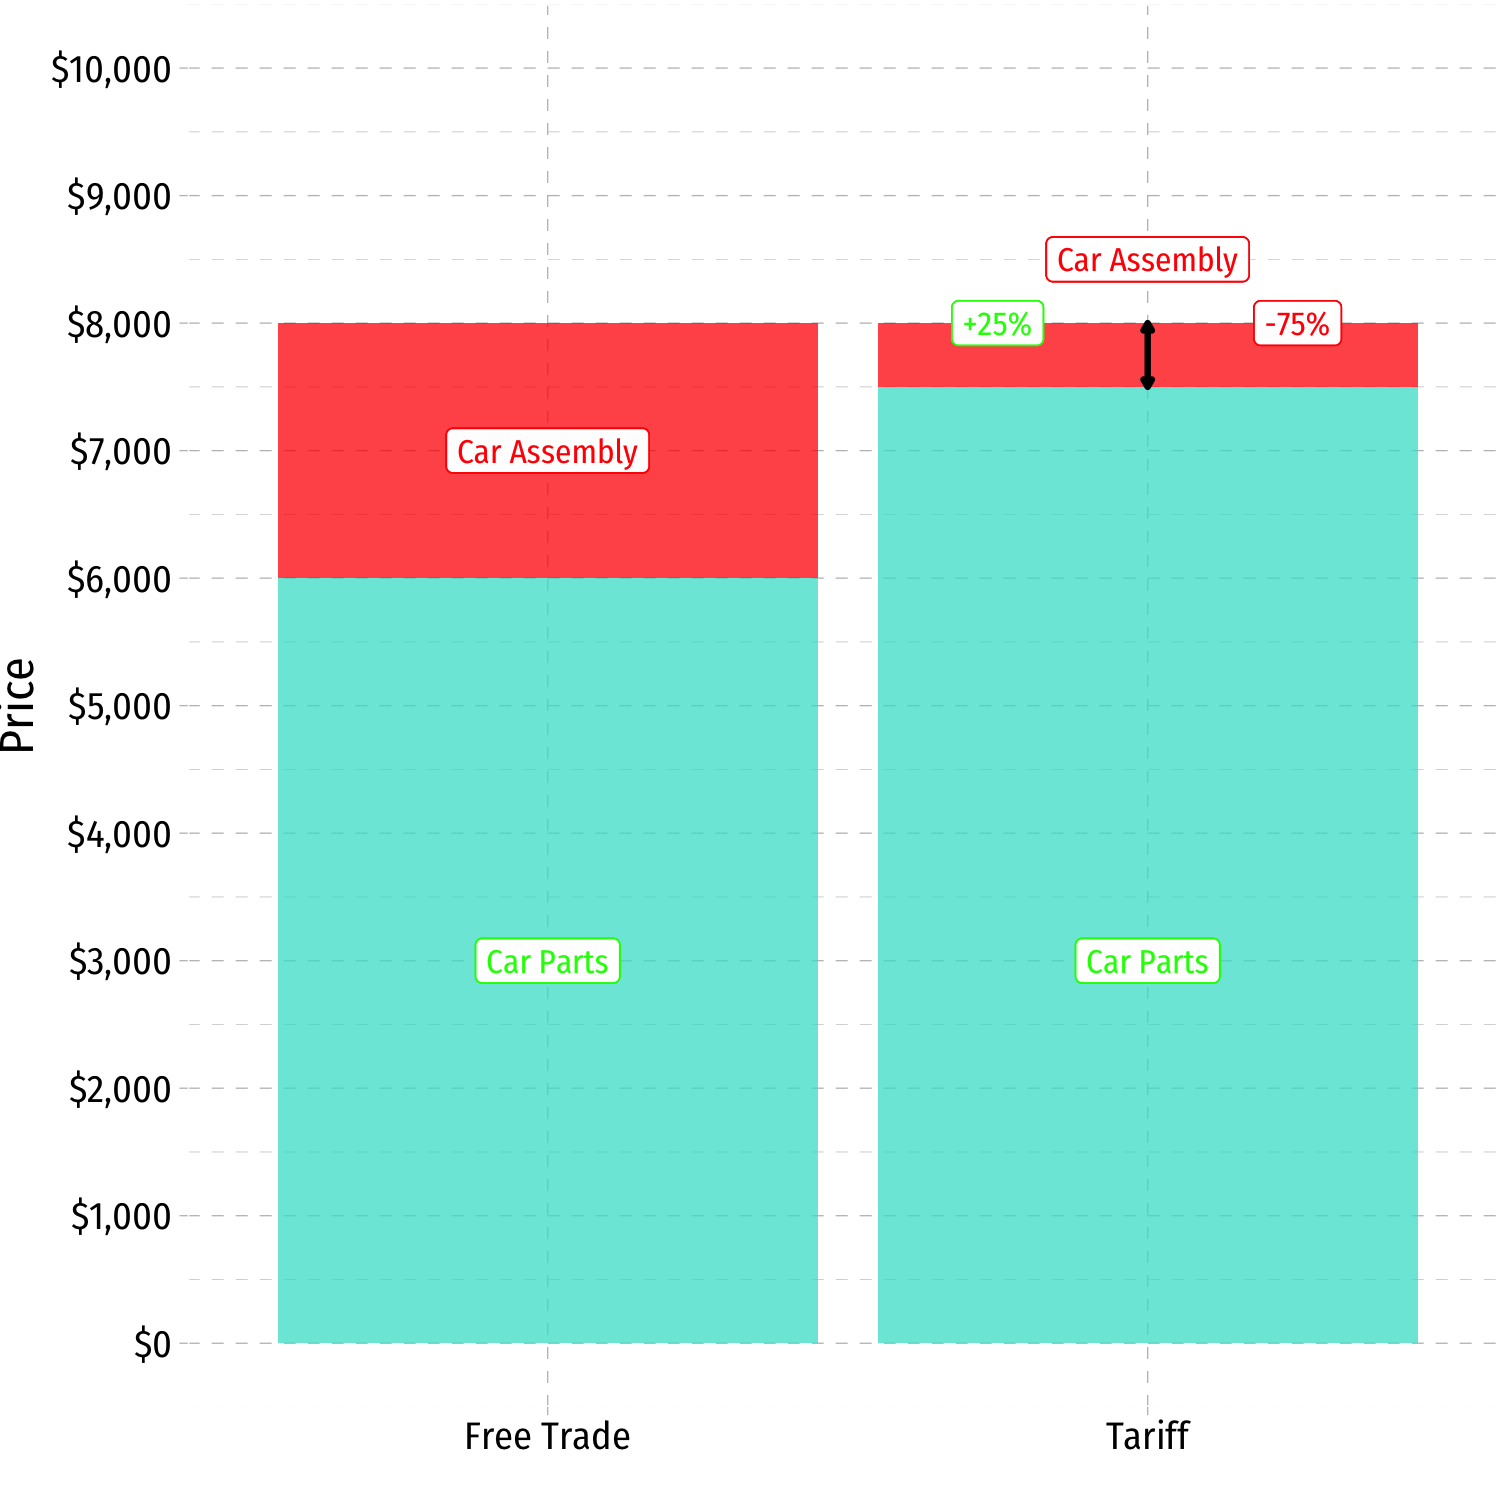 $10,000
$9,000
Car Assembly
$8,000
+25%
-75%
$7,000
Car Assembly
$6,000
Price
$5,000
$4,000
$3,000
Car Parts
Car Parts
$2,000
$1,000
$0
Free Trade
Tariff